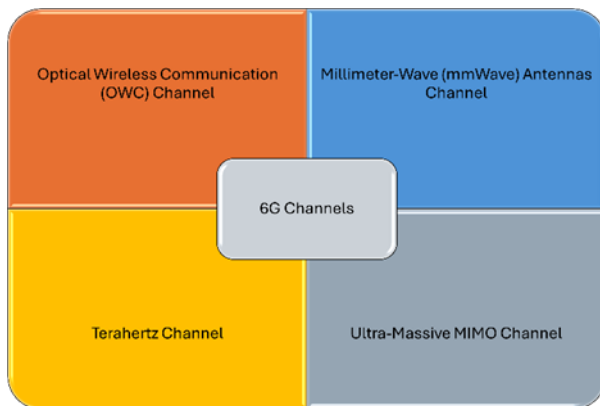 Optical Wireless Communication
(OWC) Channel
Millimeter-Wave (mmWave) Antennas
Channel
6G Channels
Terahertz Channel
Ultra-Massive MIMO Channel